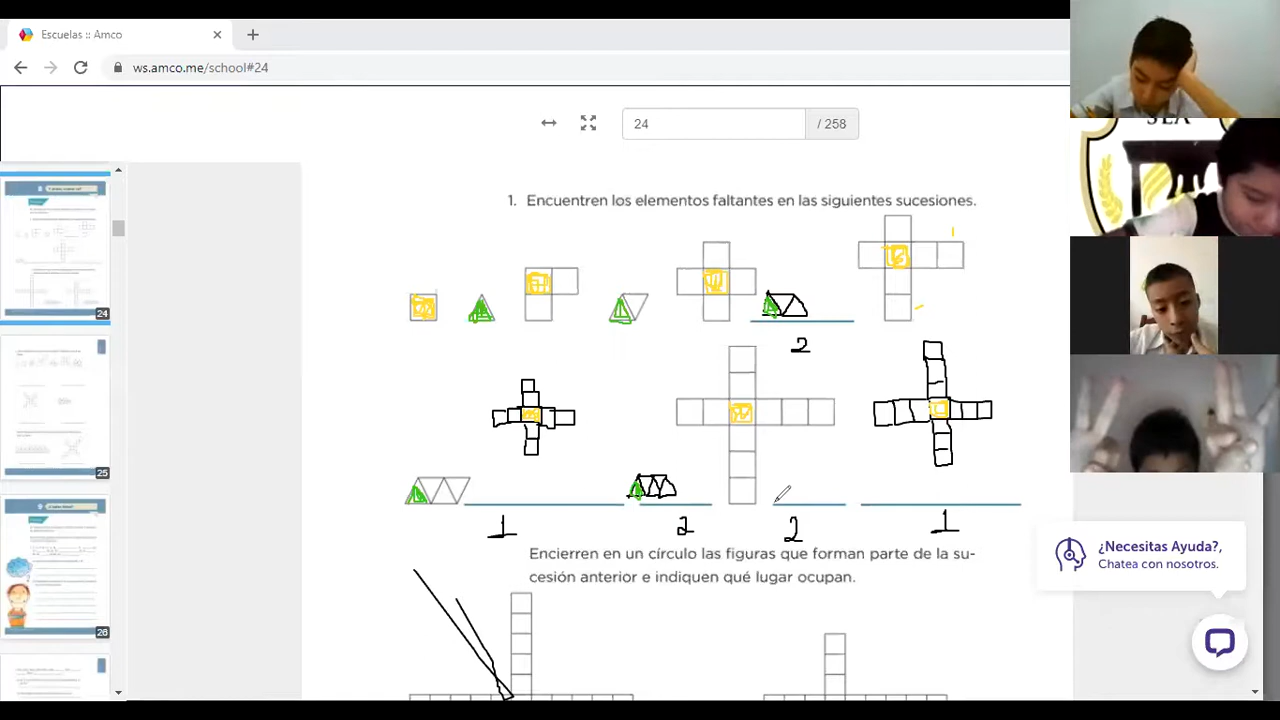 Escuelas :: Amco
ws.amco.me/school#24
24 / 258
SEA
1. Encuentren los elementos faltantes en las siguientes sucesiones.
2
1 2 2 1
Encierren en un círculo las figuras que forman parte de la su-
cesión anterior e indiquen qué lugar ocupan.
24
25
26
¿Necesitas Ayuda?,
Chatea con nosotros.